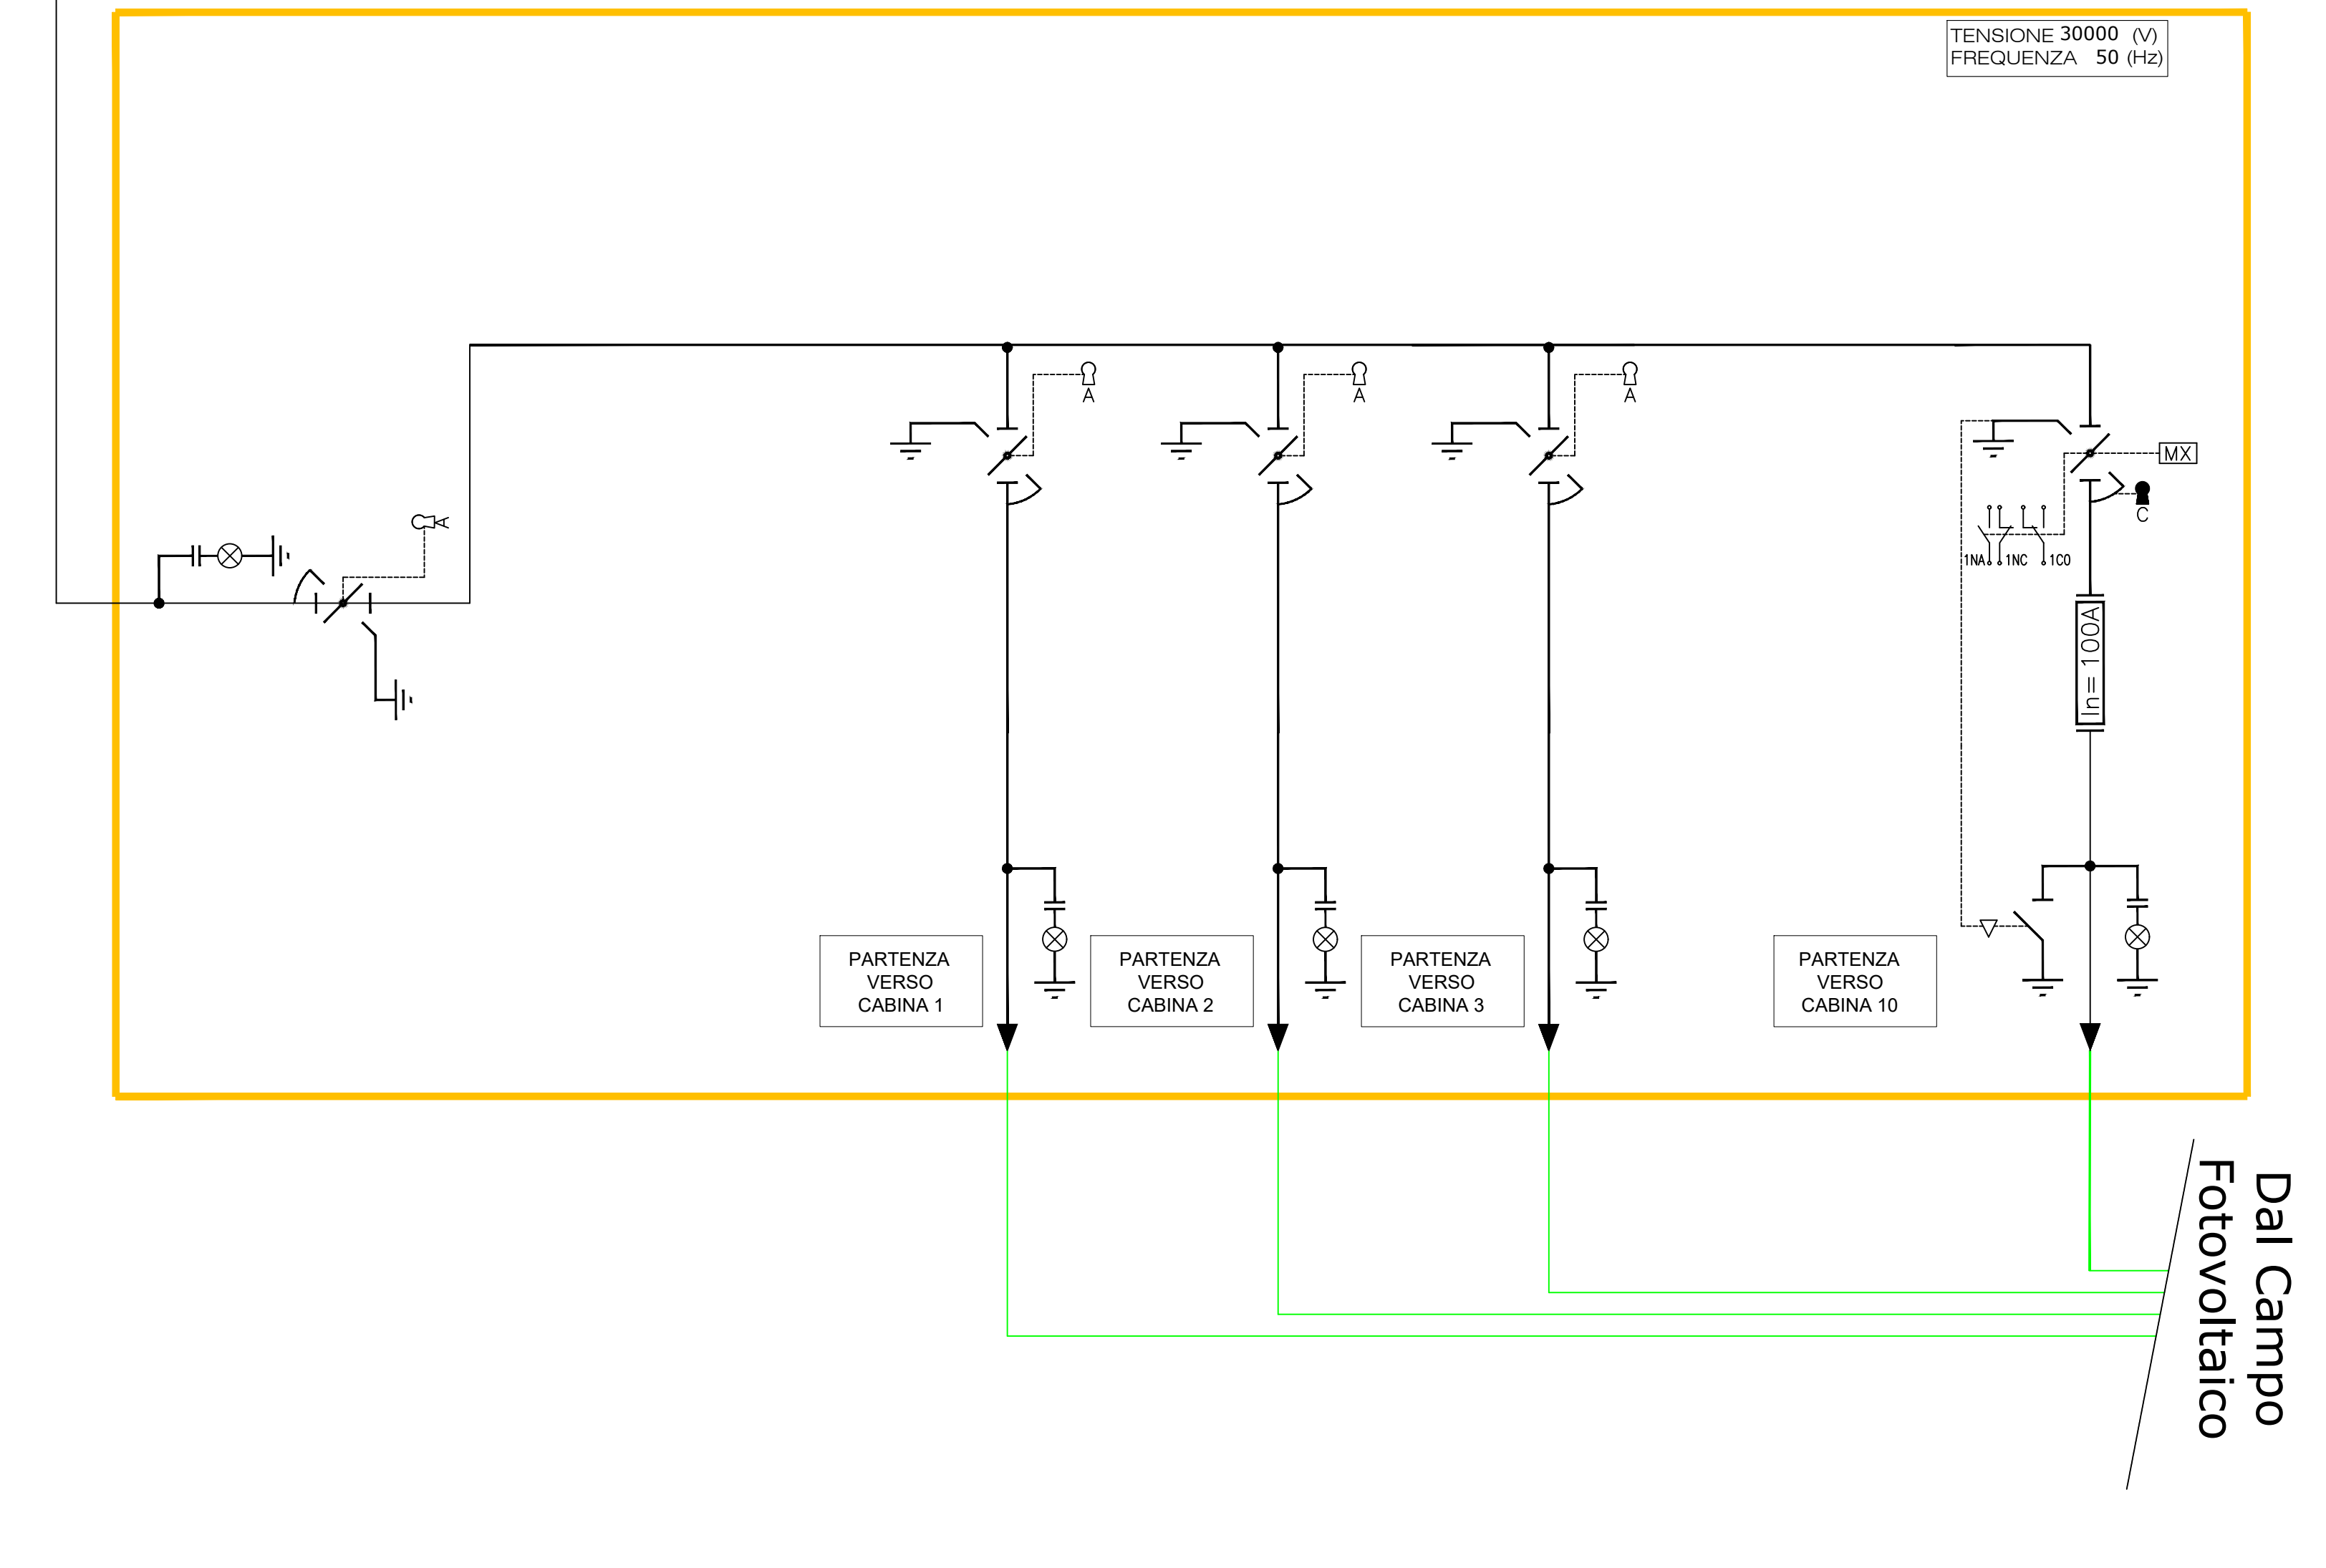 TENSIONE 30000 (V)
FREQUENZA 50 (Hz)
A
A
A
A
MX
C
1NA
1NC
1CO
In= 100A
PARTENZA
VERSO
CABINA 1
PARTENZA
VERSO
CABINA 2
PARTENZA
VERSO
CABINA 3
PARTENZA
VERSO
CABINA 10
Dal Campo
Fotovoltaico